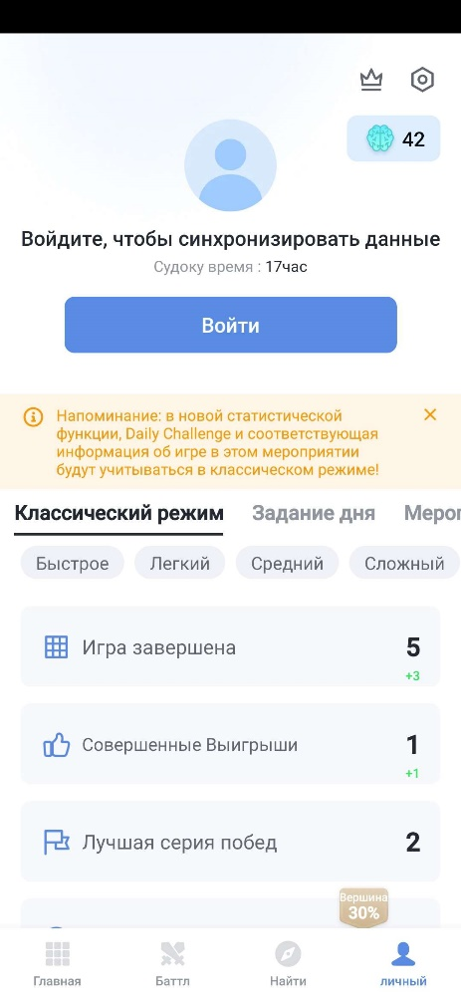 42
Войдите, чтобы синхронизировать данные
Судоку время : 17час
Войти
Напоминание: в новой статистической
функции, Daily Challenge и соответствующая
информация об игре в этом мероприятии
будут учитываться в классическом режиме!
Классический режим Задание дня Мероп
Быстрое Легкий Средний Сложный
Игра завершена 5
+3
Совершенные Выигрыши 1
+1
Лучшая серия побед 2
Вершина
30%
Главная Баттл Найти личный